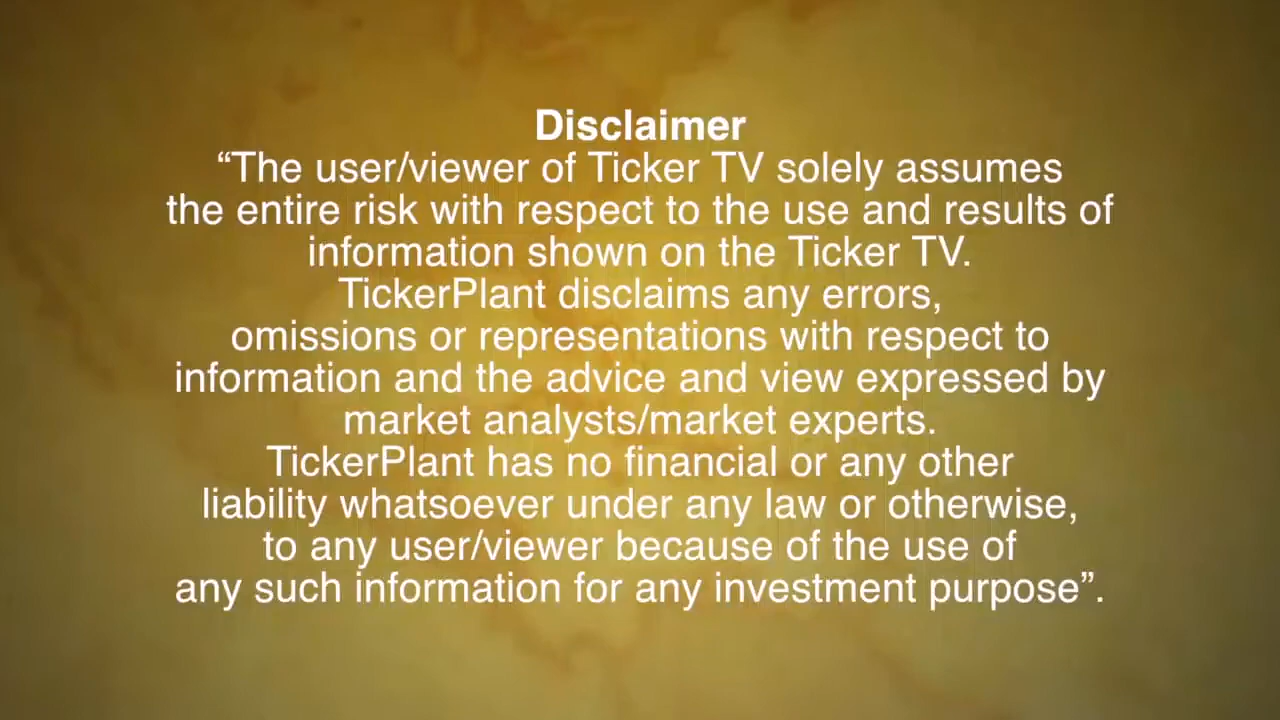 Disclaimer
“The user/viewer of Ticker TV solely assumes
the entire risk with respect to the use and results of
information shown on the Ticker TV.
TickerPlant disclaims any errors,
omissions or representations with respect to
information and the advice and view expressed by
market analysts/market experts.
TickerPlant has no financial or any other
liability whatsoever under any law or otherwise,
to any user/viewer because of the use of
any such information for any investment purpose”.